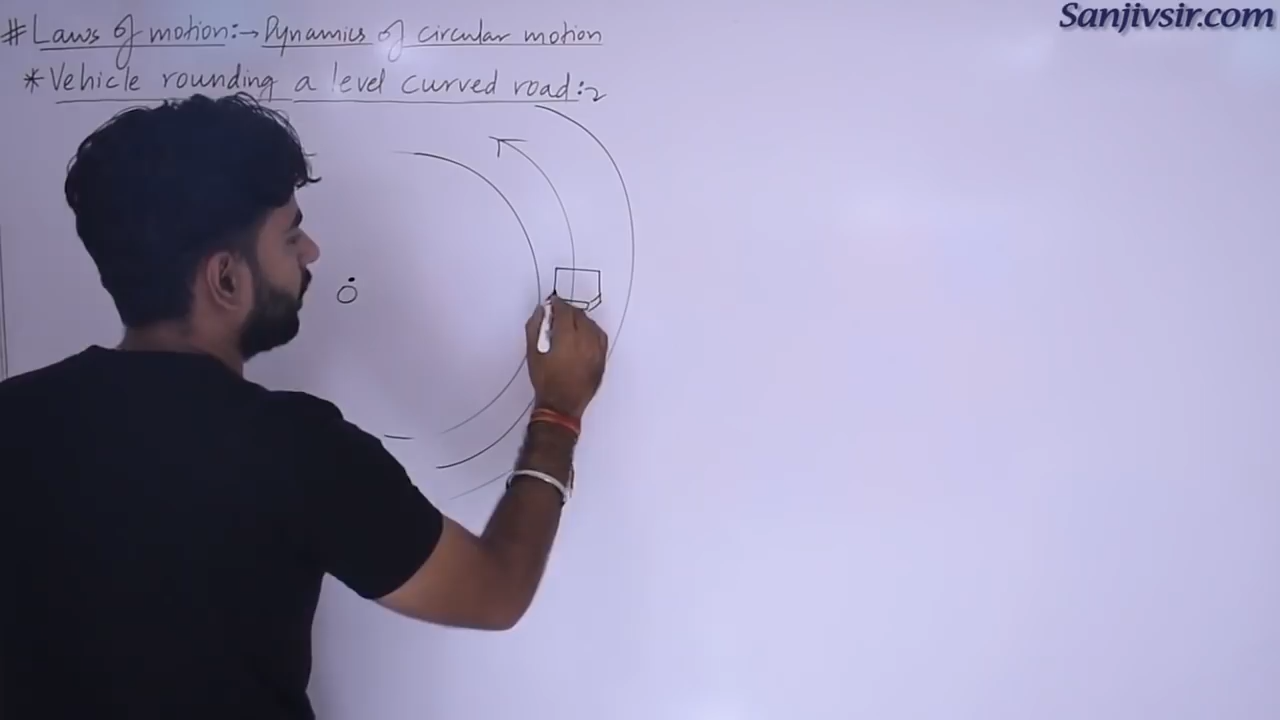 Sanjivsir.com
# Laws of motion:→ Dynamics of circular motion
* Vehicle rounding a level curved road:→
O